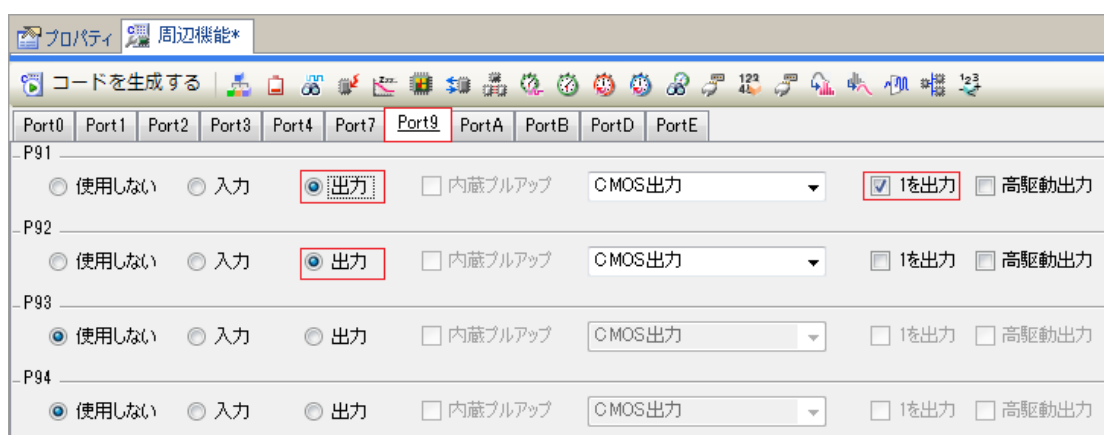 プロパティ 周辺機能*
コードを生成する
Port0 Port1 Port2 Port3 Port4 Port7 Port9 PortA PortB PortD PortE
P91
使用しない 入力 出力 内蔵プルアップ CMOS出力 1を出力 高駆動出力
P92
使用しない 入力 出力 内蔵プルアップ CMOS出力 1を出力 高駆動出力
P93
使用しない 入力 出力 内蔵プルアップ CMOS出力 1を出力 高駆動出力
P94
使用しない 入力 出力 内蔵プルアップ CMOS出力 1を出力 高駆動出力